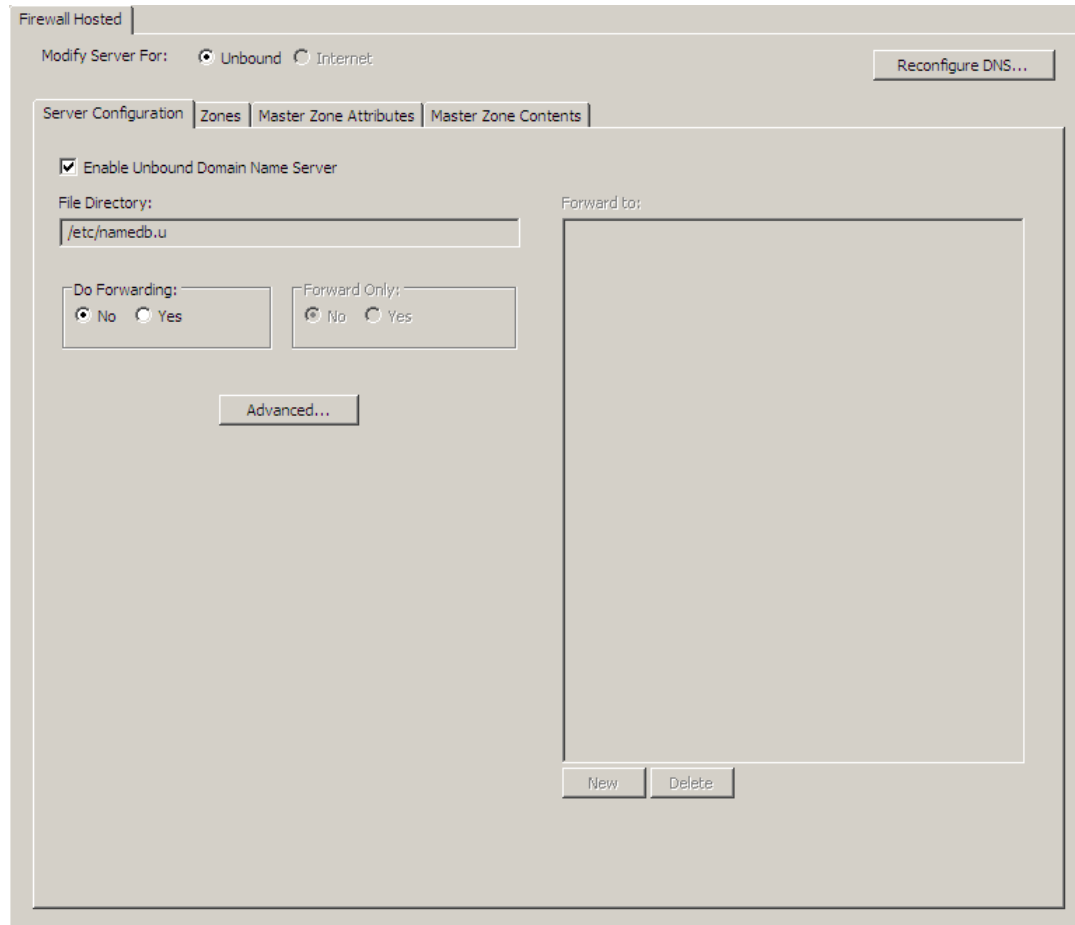 Firewall Hosted
Modify Server For: Unbound Internet
Reconfigure DNS...
Server Configuration Zones Master Zone Attributes Master Zone Contents
Enable Unbound Domain Name Server
File Directory:
/etc/namedb.u
Forward to:
Do Forwarding:
No Yes
Forward Only:
No Yes
Advanced...
New Delete